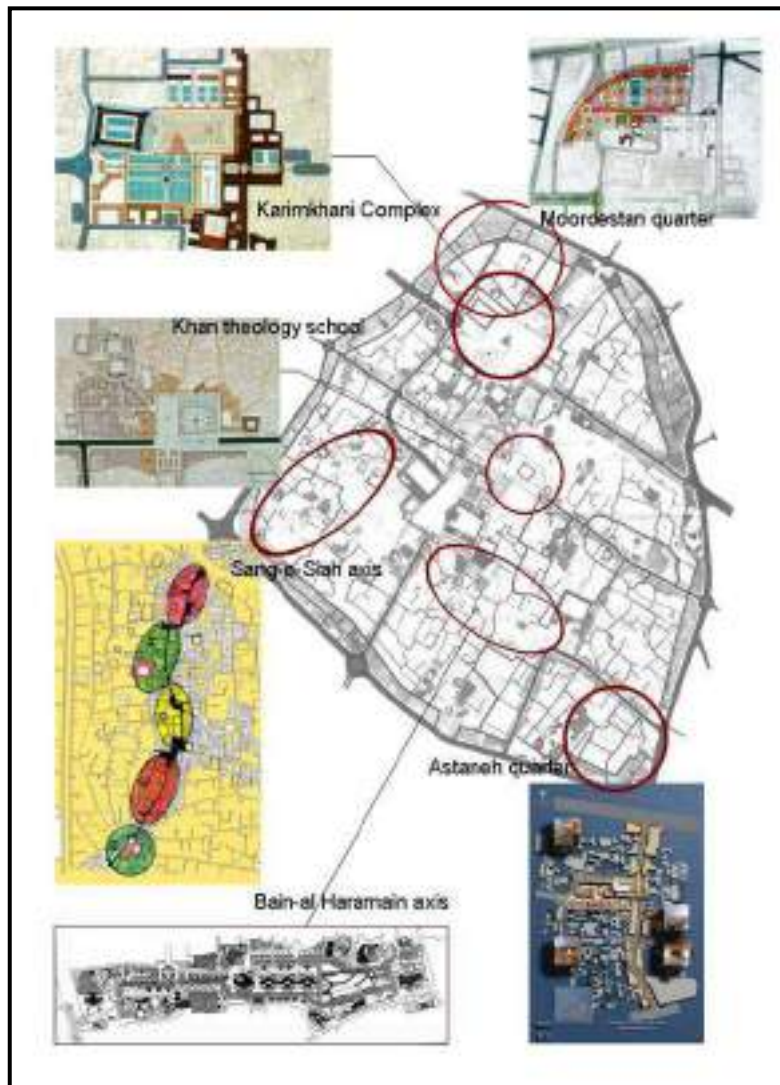 Karimkhani Complex
Moordestan quarter
Khan theology school
Sang-e-Siah axis
Astaneh quarter
Bain-al Haramain axis